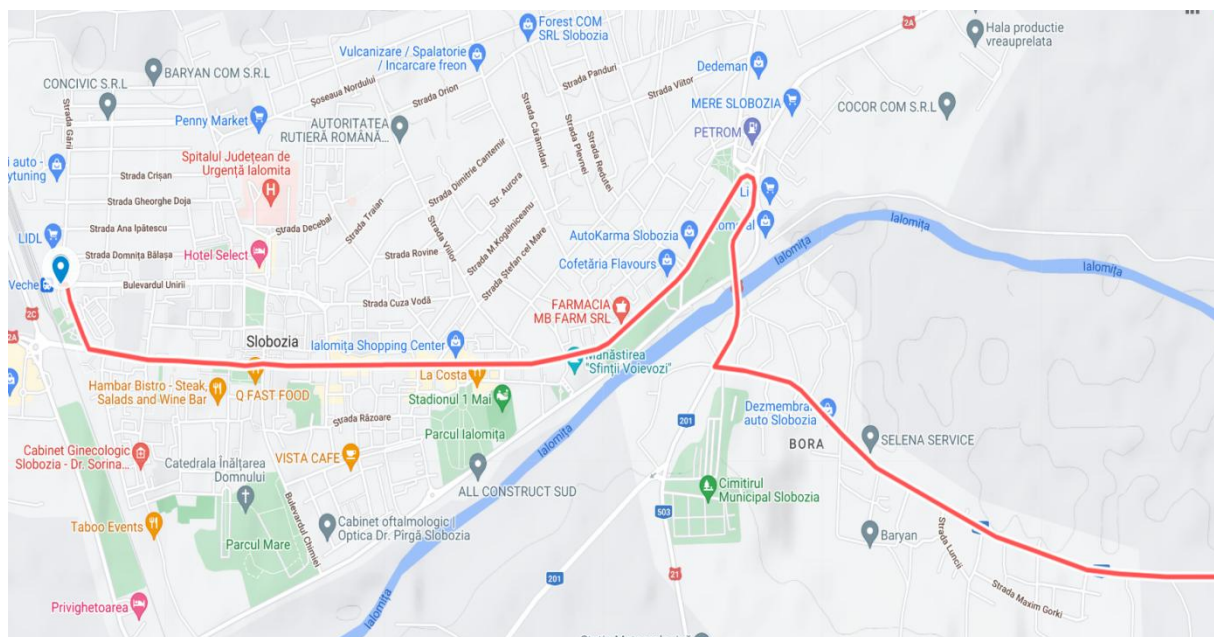 Forest COM
SRL Slobozia
2A
Hala productie
vreauprelata
Vulcanizare / Spalatorie
/ Incarcare freon
BARYAN COM S.R.L
CONCIVIC S.R.L
Strada Panduri
Dedeman
Șoseaua Nordului
Strada Orion
Strada Viitor
Strada Gării
MERE SLOBOZIA
COCOR COM S.R.L
Penny Market
AUTORITATEA
RUTIERĂ ROMÂNĂ...
Strada Cărămidari
PETROM
Spitalul Județean de
Urgență Ialomita
H
auto -
tuning
Strada Crișan
Strada Dimitrie Cantemir
Strada Plevnei
Strada Redutei
Strada Gheorghe Doja
Str. Aurora
Strada Traian
Li
Strada Decebal
Strada Ana Ipătescu
Strada M.Kogălniceanu
LIDL
AutoKarma Slobozia
Ialomița
Strada Viilor
Strada Ștefan cel Mare
Strada Domnița Bălașa
Hotel Select
Strada Rovine
Cofetăria Flavours
Ialomița
Veche
Bulevardul Unirii
Strada Cuza Vodă
FARMACIA
MB FARM SRL
2C
2A
Slobozia
Ialomița Shopping Center
Mănăstirea
"Sfinții Voievozi"
La Costa
Hambar Bistro - Steak,
Salads and Wine Bar
Q FAST FOOD
Stadionul 1 Mai
Dezmembrări
auto Slobozia
Strada Răzoare
201
Parcul Ialomița
Ialomița
BORA
SELENA SERVICE
Cabinet Ginecologic
Slobozia - Dr. Sorina...
VISTA CAFE
Catedrala Înălțarea
Domnului
ALL CONSTRUCT SUD
Cimitirul
Municipal Slobozia
503
Taboo Events
Bulevardul Chimiei
Cabinet oftalmologic |
Optica Dr. Pîrgă Slobozia
Baryan
Parcul Mare
Strada Luncii
201
21
Strada Maxim Gorki
Privighetoarea